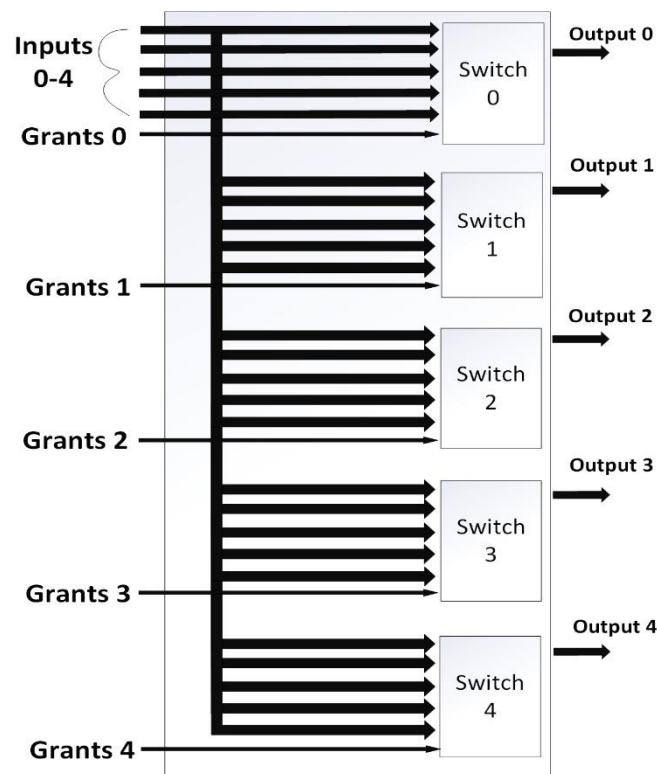 Inputs
0-4
Switch
0
Output 0
Grants 0
Output 1
Switch
1
Grants 1
Output 2
Switch
2
Grants 2
Output 3
Switch
3
Grants 3
Output 4
Switch
4
Grants 4